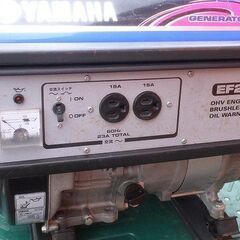 YAMAHA
GENERATOR
交流スイッチ
ON
OFF
15A 15A
60Hz
23A TOTAL
交流
EF2
OHV ENG
BRUSHLE
OIL WARN